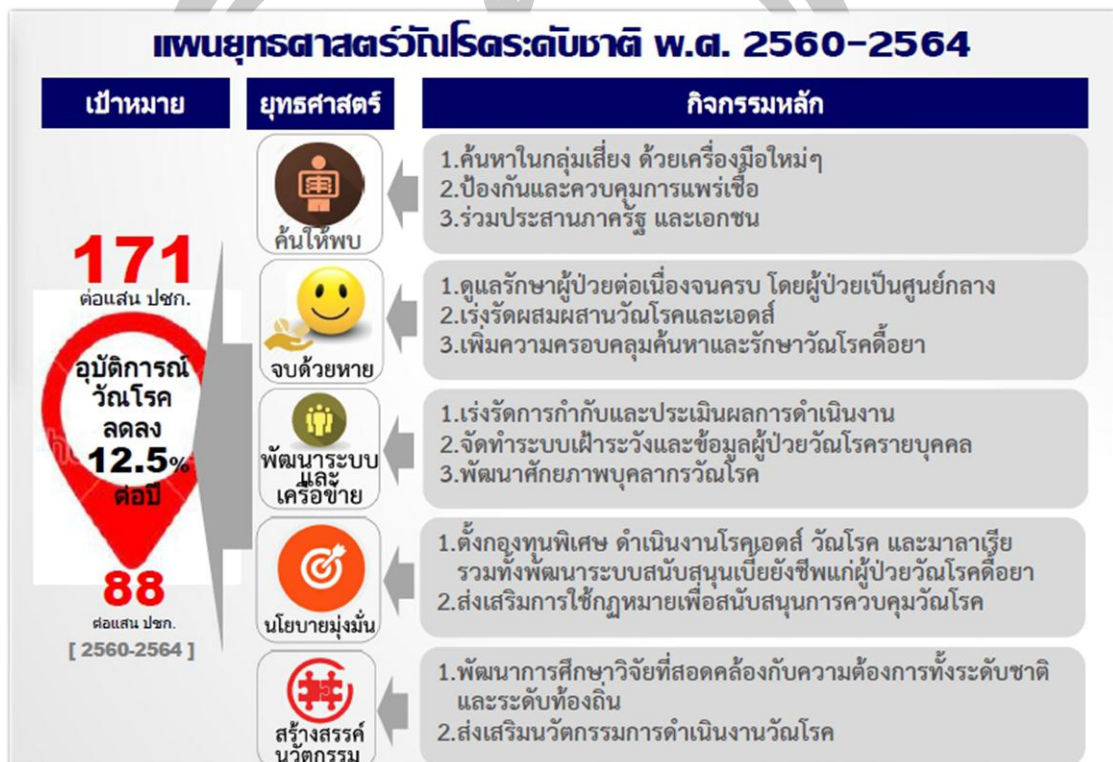 แผนยุทธศาสตร์วัณโรคระดับชาติ พ.ศ. 2560-2564
เป้าหมาย
ยุทธศาสตร์
กิจกรรมหลัก
171
ต่อแสน ปชก.
อุบัติการณ์
วัณโรค
ลดลง
12.5%
ต่อปี
88
ต่อแสน ปชก.
[ 2560-2564 ]
ค้นให้พบ
1.ค้นหาในกลุ่มเสี่ยง ด้วยเครื่องมือใหม่ๆ
2.ป้องกันและควบคุมการแพร่เชื้อ
3.ร่วมประสานภาครัฐ และเอกชน
จบด้วยหาย
1.ดูแลรักษาผู้ป่วยต่อเนื่องจนครบ โดยผู้ป่วยเป็นศูนย์กลาง
2.เร่งรัดผสมผสานวัณโรคและเอดส์
3.เพิ่มความครอบคลุมค้นหาและรักษาวัณโรคดื้อยา
พัฒนาระบบ
และ
เครือข่าย
1.เร่งรัดการกำกับและประเมินผลการดำเนินงาน
2.จัดทำระบบเฝ้าระวังและข้อมูลผู้ป่วยวัณโรครายบุคคล
3.พัฒนาศักยภาพบุคลากรวัณโรค
นโยบายมุ่งมั่น
1.ตั้งกองทุนพิเศษ ดำเนินงานโรคเอดส์ วัณโรค และมาลาเรีย
รวมทั้งพัฒนาระบบสนับสนุนเบี้ยยังชีพแก่ผู้ป่วยวัณโรคดื้อยา
2.ส่งเสริมการใช้กฎหมายเพื่อสนับสนุนการควบคุมวัณโรค
สร้างสรรค์
นวัตกรรม
1.พัฒนาการศึกษาวิจัยที่สอดคล้องกับความต้องการทั้งระดับชาติ
และระดับท้องถิ่น
2.ส่งเสริมนวัตกรรมการดำเนินงานวัณโรค